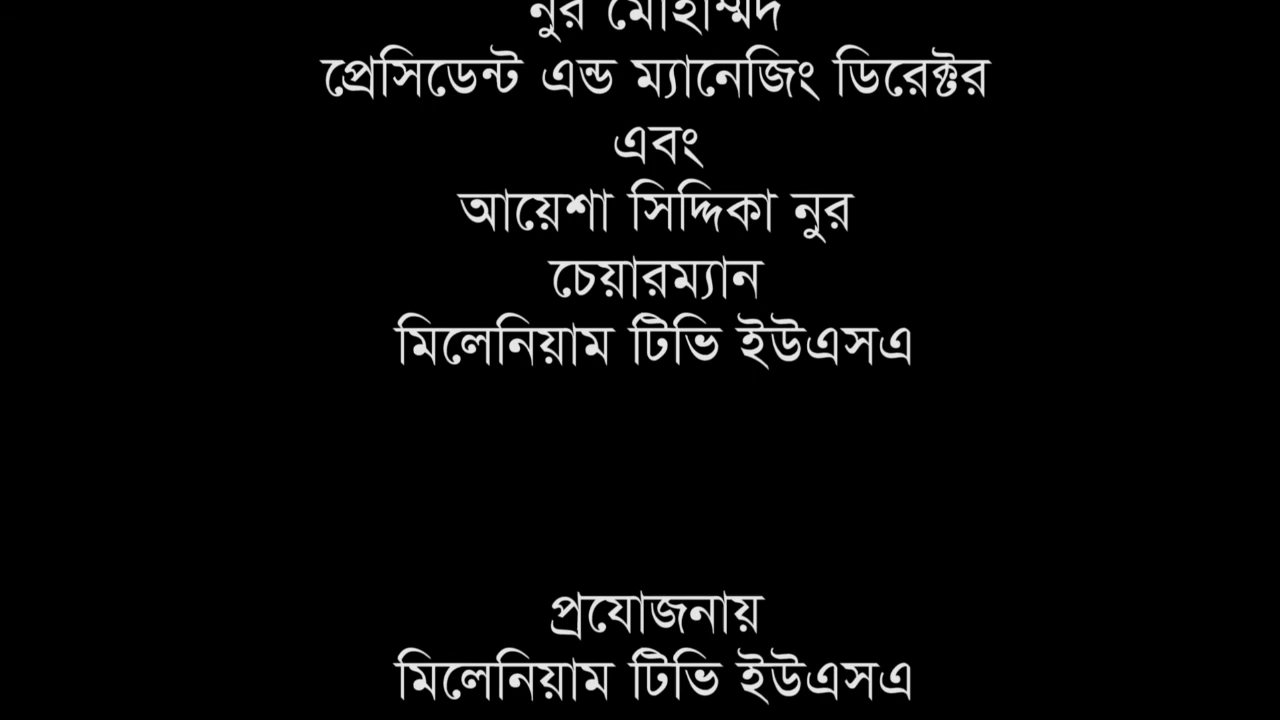 নুর মোহাম্মদ
প্রেসিডেন্ট এন্ড ম্যানেজিং ডিরেক্টর
এবং
আয়েশা সিদ্দিকা নুর
চেয়ারম্যান
মিলেনিয়াম টিভি ইউএসএ
প্রযোজনায়
মিলেনিয়াম টিভি ইউএসএ